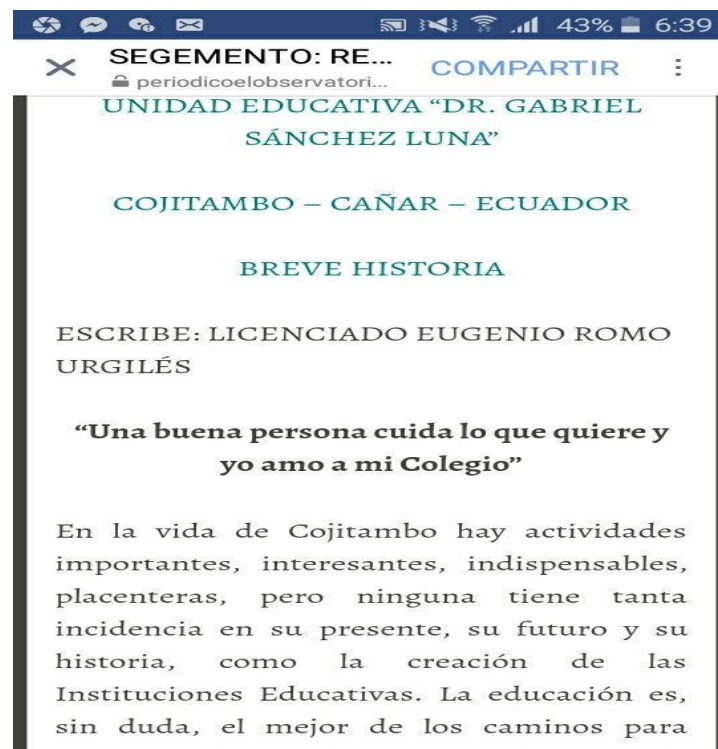 43% 6:39
SEGEMENTO: RE...
COMPARTIR
periodicoelobservatori...
UNIDAD EDUCATIVA “DR. GABRIEL
SÁNCHEZ LUNA”
COJITAMBO – CAÑAR – ECUADOR
BREVE HISTORIA
ESCRIBE: LICENCIADO EUGENIO ROMO
URGILÉS
“Una buena persona cuida lo que quiere y
yo amo a mi Colegio”
En la vida de Cojitambo hay actividades
importantes, interesantes, indispensables,
placenteras, pero ninguna tiene tanta
incidencia en su presente, su futuro y su
historia, como la creación de las
Instituciones Educativas. La educación es,
sin duda, el mejor de los caminos para